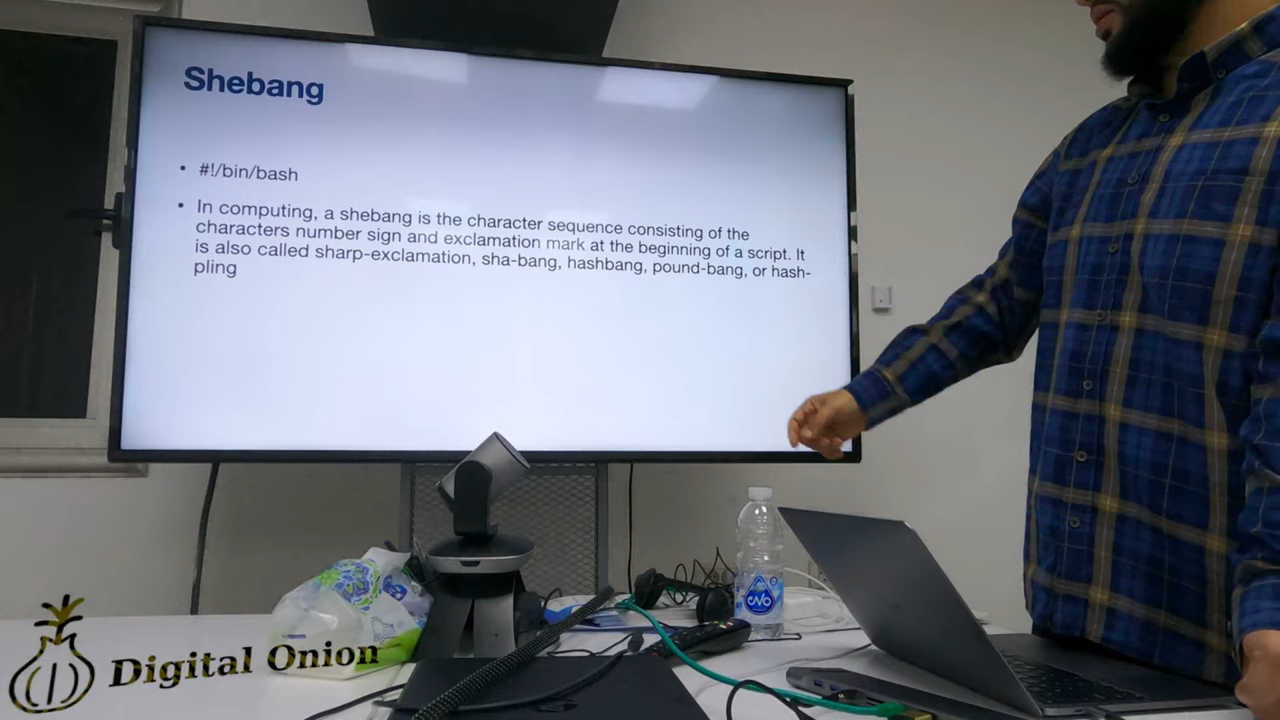 Shebang
• #!/bin/bash
• In computing, a shebang is the character sequence consisting of the
characters number sign and exclamation mark at the beginning of a script. It
is also called sharp-exclamation, sha-bang, hashbang, pound-bang, or hash-
pling
Digital Onion